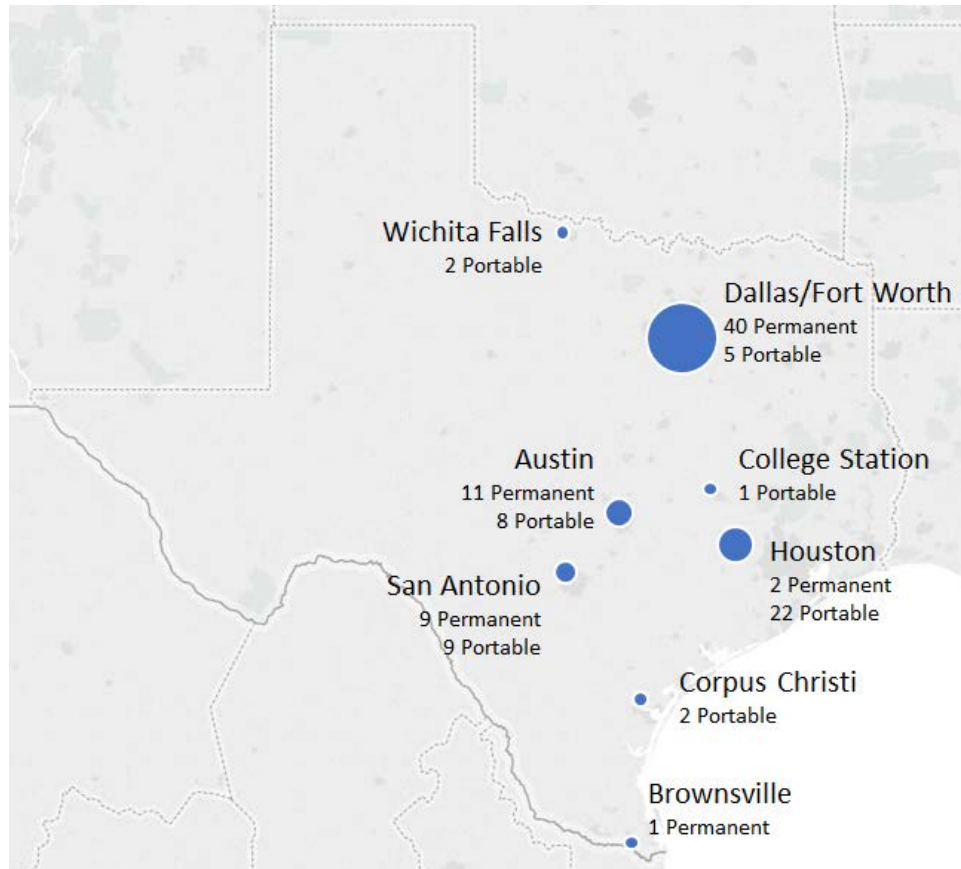 Wichita Falls
2 Portable
Dallas/Fort Worth
40 Permanent
5 Portable
Austin
11 Permanent
8 Portable
College Station
1 Portable
Houston
2 Permanent
22 Portable
San Antonio
9 Permanent
9 Portable
Corpus Christi
2 Portable
Brownsville
1 Permanent